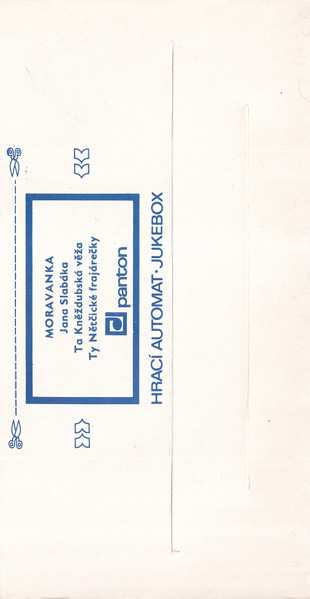 MORAVANKA
Jana Slabáka
Ta Kněždubská věža
Ty Nětčické frajárečky
panton
HRACÍ AUTOMAT · JUKEBOX